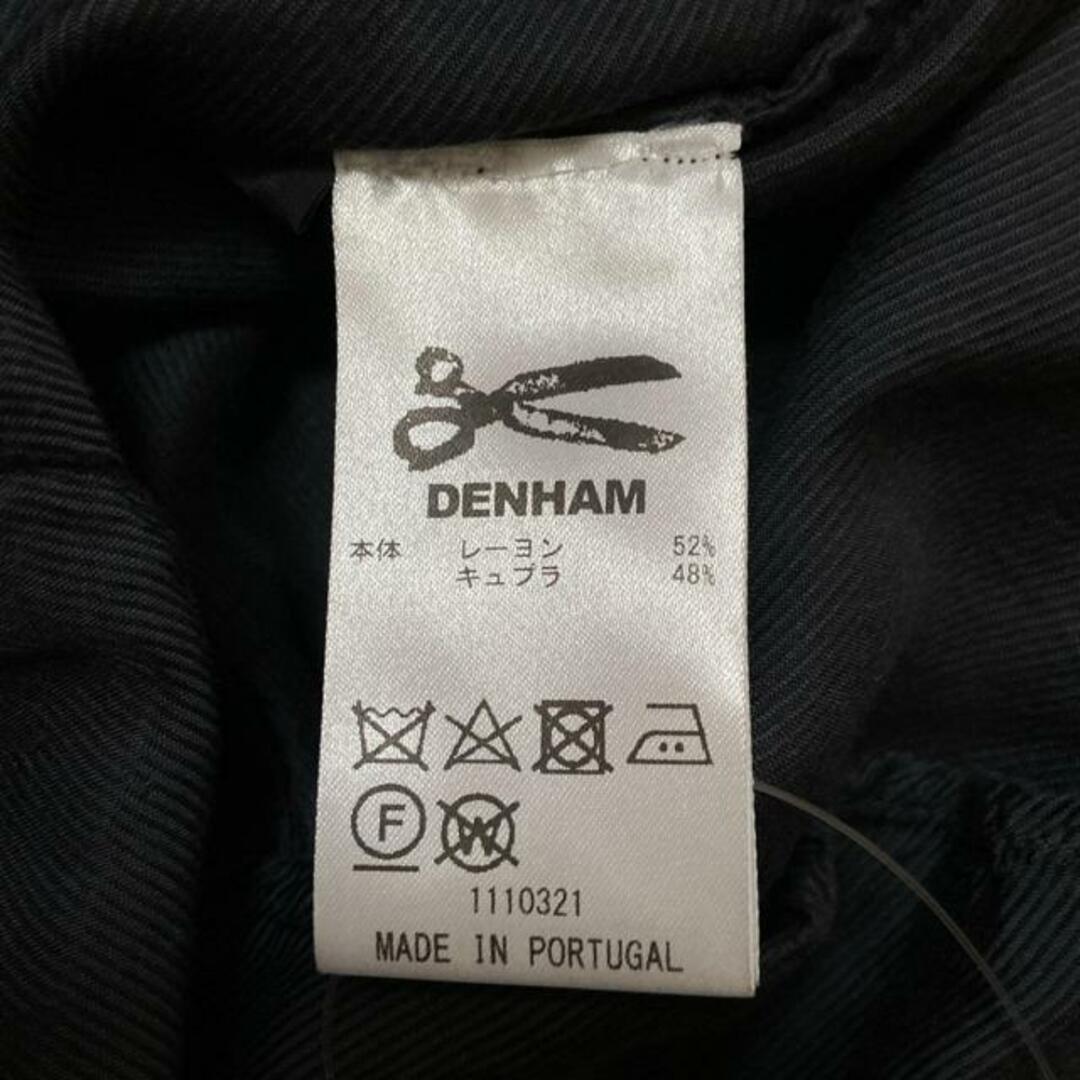 DENHAM
本体 レーヨン 52%
キュプラ 48%
F W
1110321
MADE IN PORTUGAL